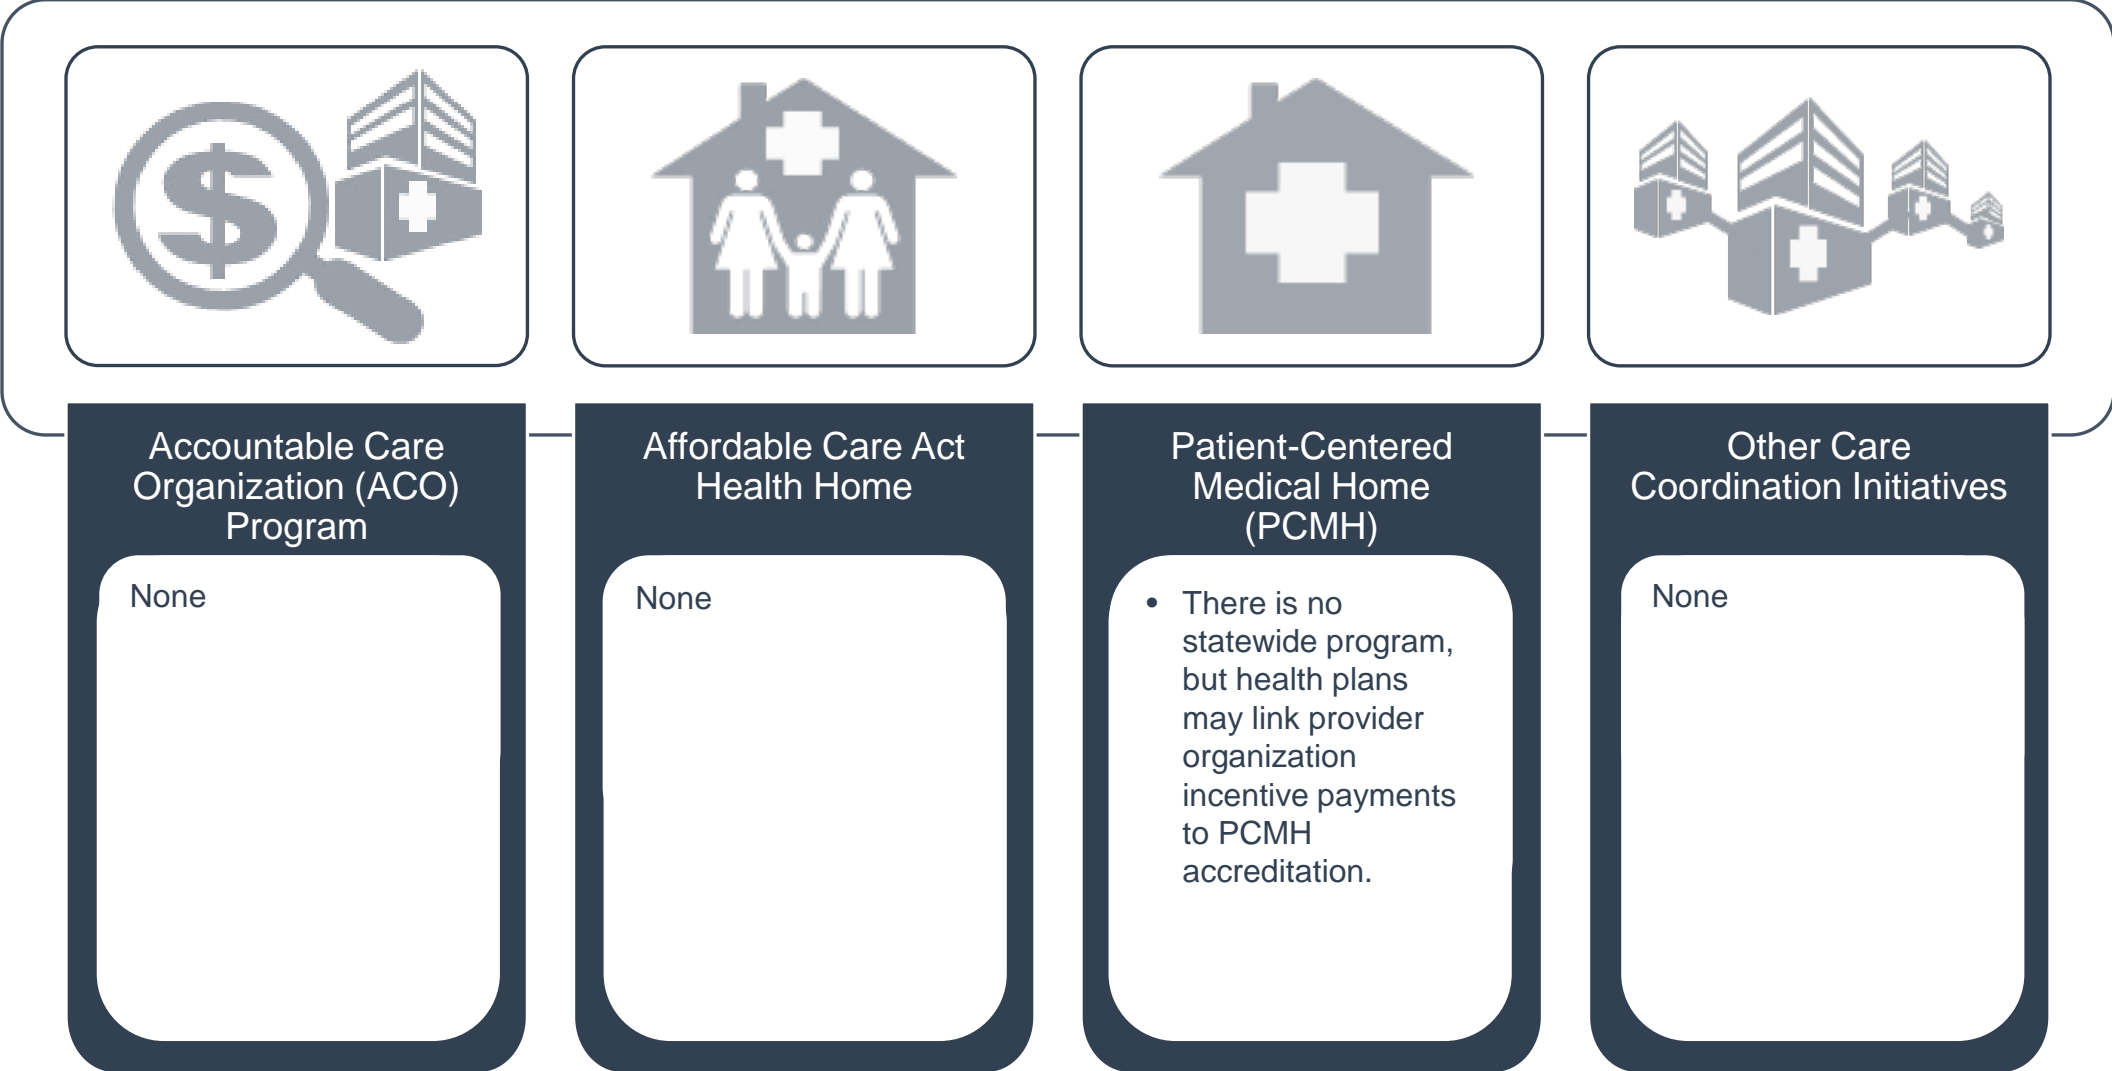 Accountable Care
Organization (ACO)
Program
None
Affordable Care Act
Health Home
None
Patient-Centered
Medical Home
(PCMH)
• There is no
statewide program,
but health plans
may link provider
organization
incentive payments
to PCMH
accreditation.
Other Care
Coordination Initiatives
None